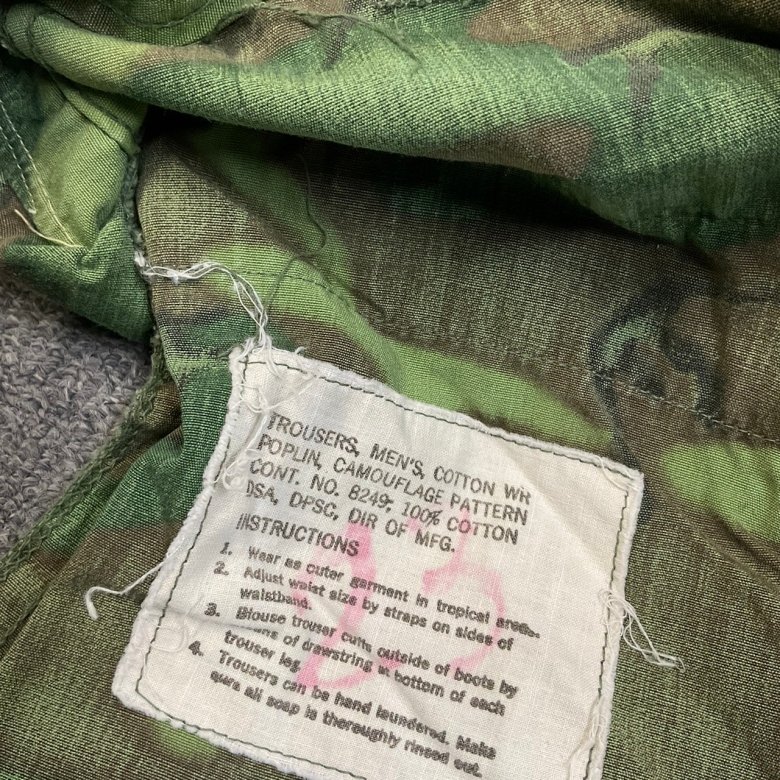 TROUSERS, MEN'S, COTTON WR
POPLIN, CAMOUFLAGE PATTERN
CONT. NO. 8249, 100% COTTON
DSA, DPSC, DIR OF MFG.
INSTRUCTIONS
1. Wear as outer garment in tropical areas.
2. Adjust waist size by straps on sides of
waistband.
3. Blouse trouser cuffs outside of boots by
means of drawstring at bottom of each
trouser leg
4. Trousers can be hand laundered. Make
sure all soap is thoroughly rinsed out.